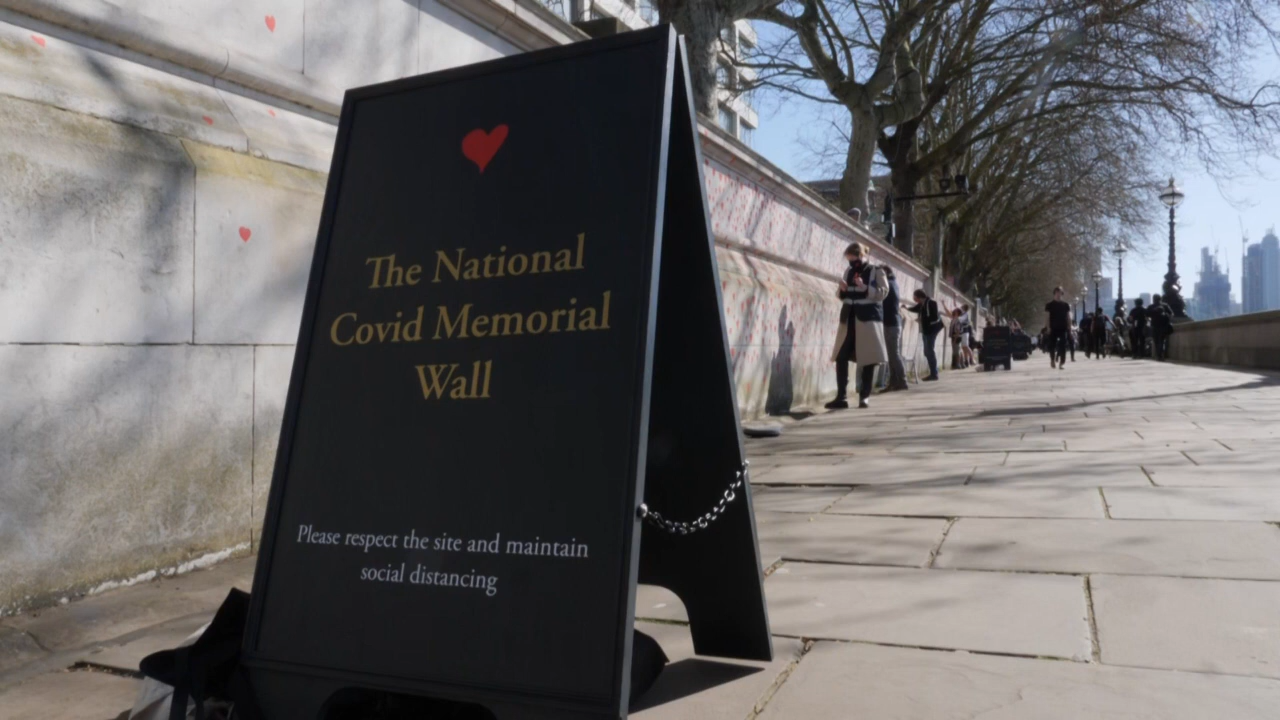 The National
Covid Memorial
Wall
Please respect the site and maintain
social distancing